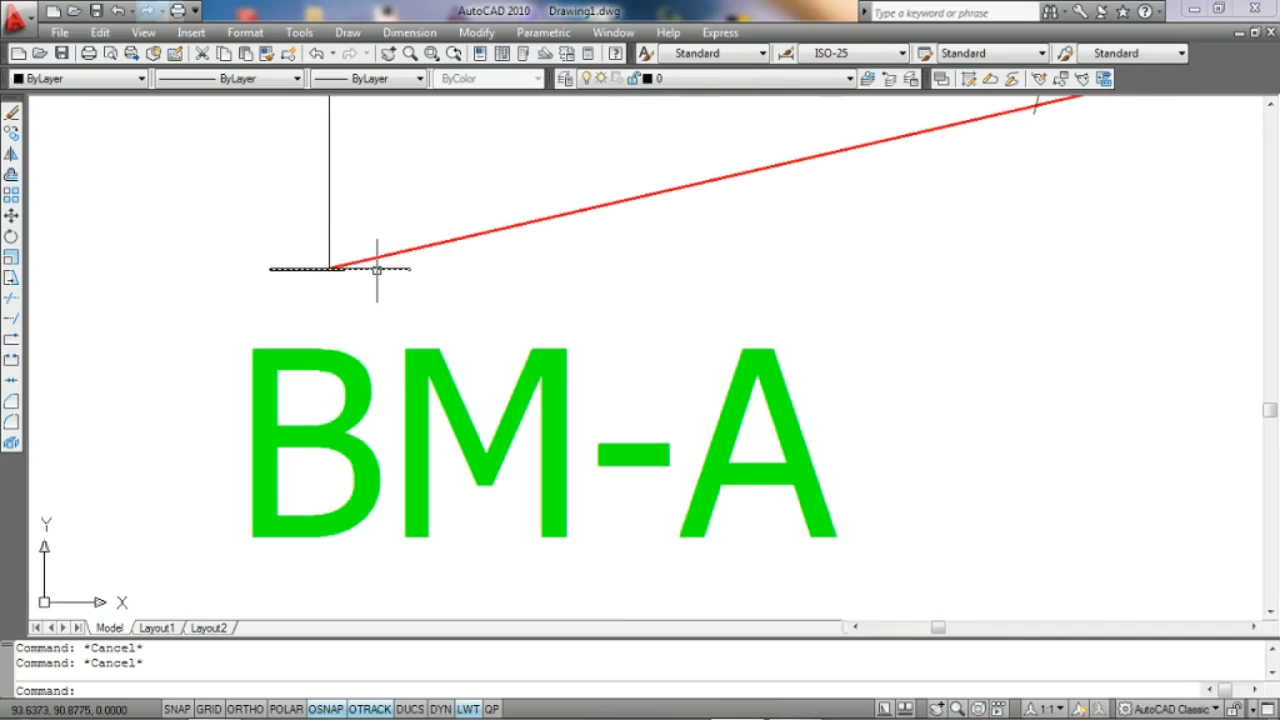 AutoCAD 2010 Drawing1.dwg
Type a keyword or phrase
File Edit View Insert Format Tools Draw Dimension Modify Parametric Window Help Express
Standard ISO-25 Standard Standard
ByLayer ByLayer ByLayer ByColor 0
BM-A
Y
X
Model Layout1 Layout2
Command: *Cancel*
Command: *Cancel*
Command:
93.6373, 90.8775, 0.0000 SNAP GRID ORTHO POLAR OSNAP OTRACK DUCS DYN LWT QP 1:1 AutoCAD Classic